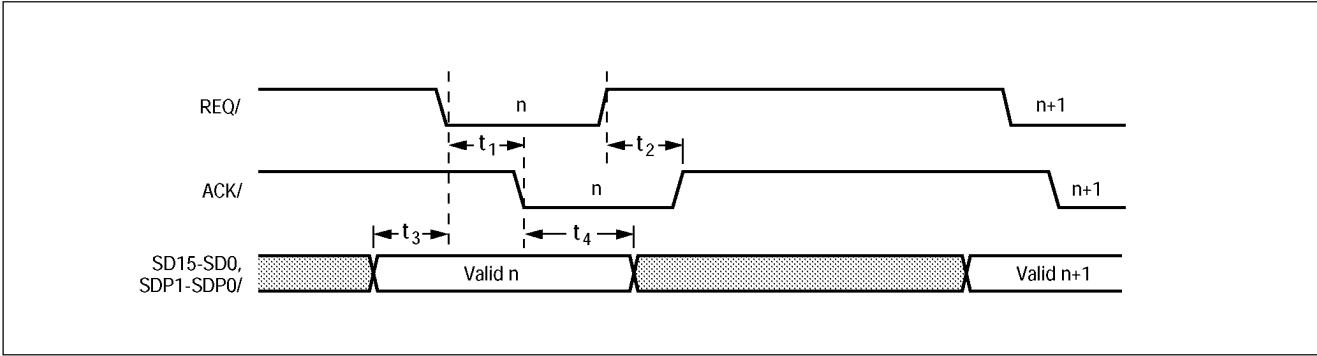 REQ/
n
n+1
t1
t2
ACK/
n
n+1
t3
t4
SD15-SD0,
SDP1-SDP0/
Valid n
Valid n+1